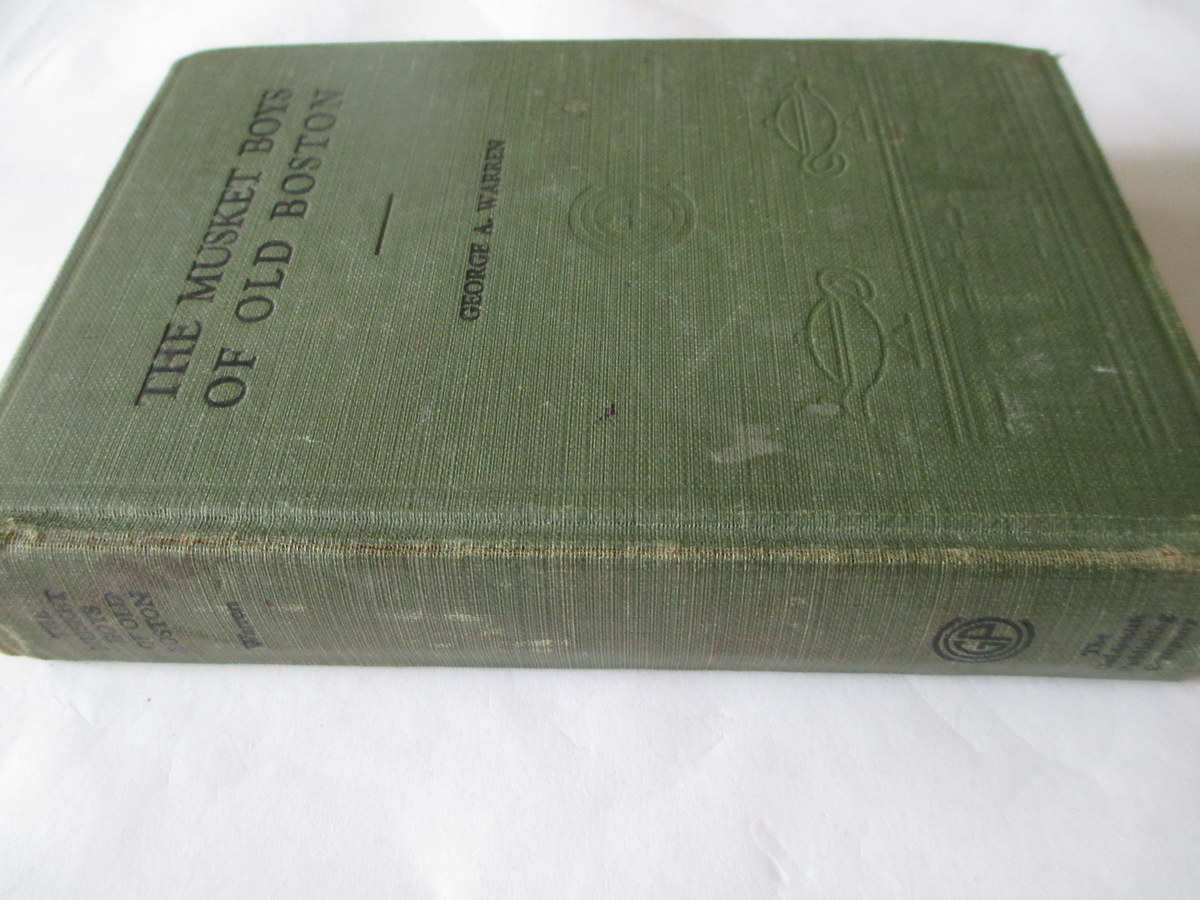 THE MUSKET BOYS
OF OLD BOSTON
GEORGE A. WARREN
G
THE
MUSKET
BOYS
OF OLD
BOSTON
Warren
The
Goldsmith
Publishing
Company